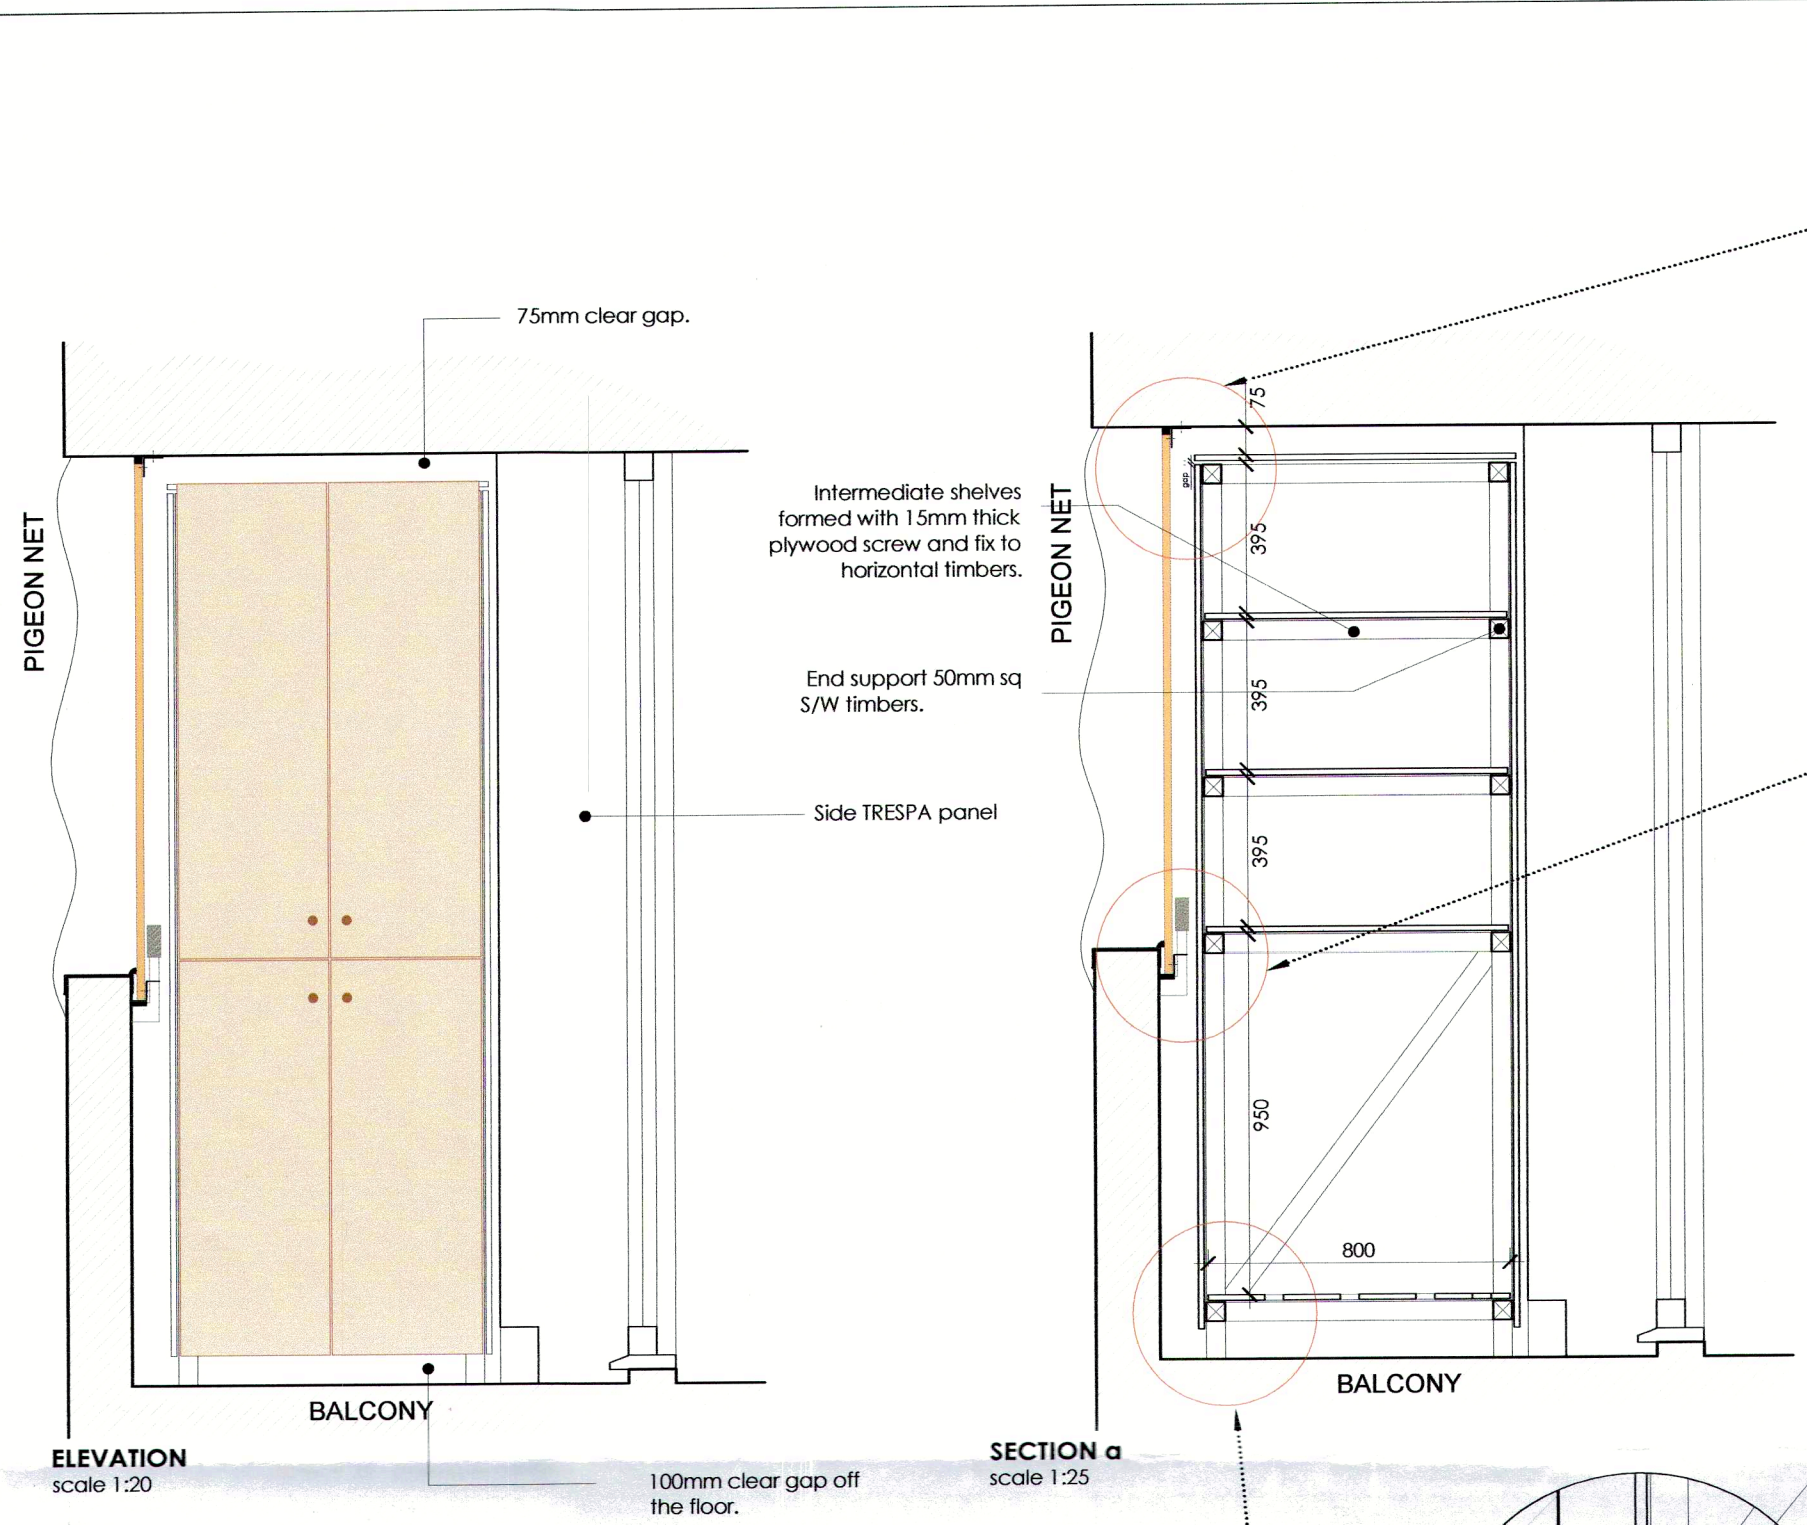 75mm clear gap.
PIGEON NET
Side TRESPA panel
BALCONY
ELEVATION
scale 1:20
100mm clear gap off
the floor.
Intermediate shelves
formed with 15mm thick
plywood screw and fix to
horizontal timbers.
End support 50mm sq
S/W timbers.
PIGEON NET
75
gap
395
395
395
950
800
BALCONY
SECTION a
scale 1:25